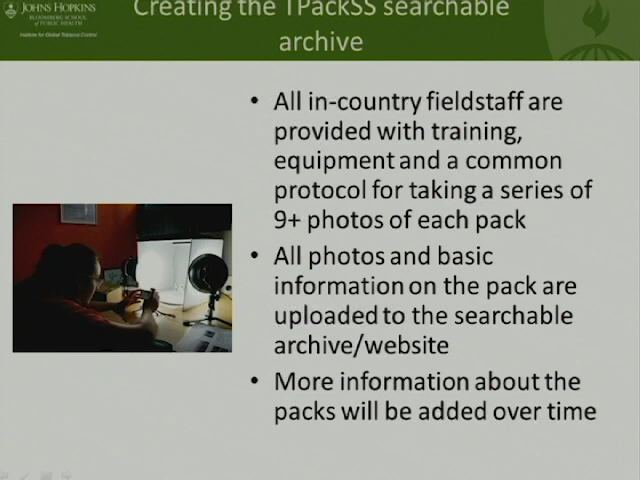 JOHNS HOPKINS
BLOOMBERG SCHOOL
of PUBLIC HEALTH
Institute for Global Tobacco Control
Creating the TPackSS searchable
archive
• All in-country fieldstaff are
provided with training,
equipment and a common
protocol for taking a series of
9+ photos of each pack
• All photos and basic
information on the pack are
uploaded to the searchable
archive/website
• More information about the
packs will be added over time